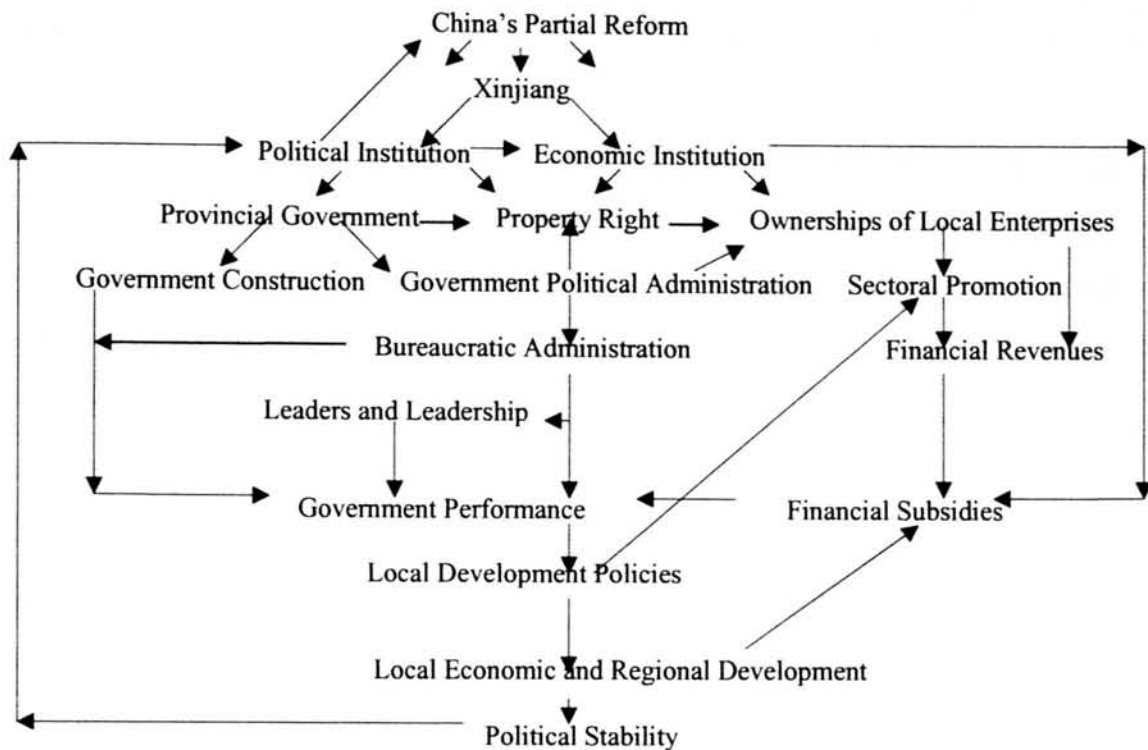 China's Partial Reform
Xinjiang
Political Institution Economic Institution
Provincial Government Property Right Ownerships of Local Enterprises
Government Construction Government Political Administration Sectoral Promotion
Bureaucratic Administration Financial Revenues
Leaders and Leadership
Government Performance Financial Subsidies
Local Development Policies
Local Economic and Regional Development
Political Stability